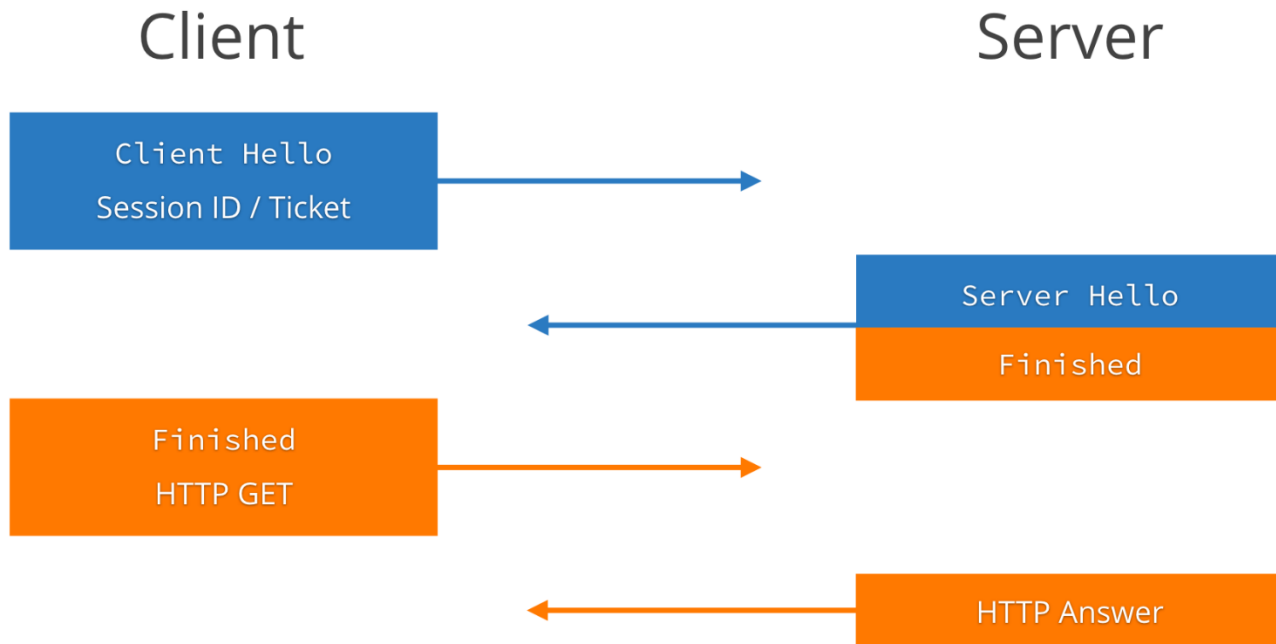 Client
Server
Client Hello
Session ID / Ticket
Server Hello
Finished
Finished
HTTP GET
HTTP Answer